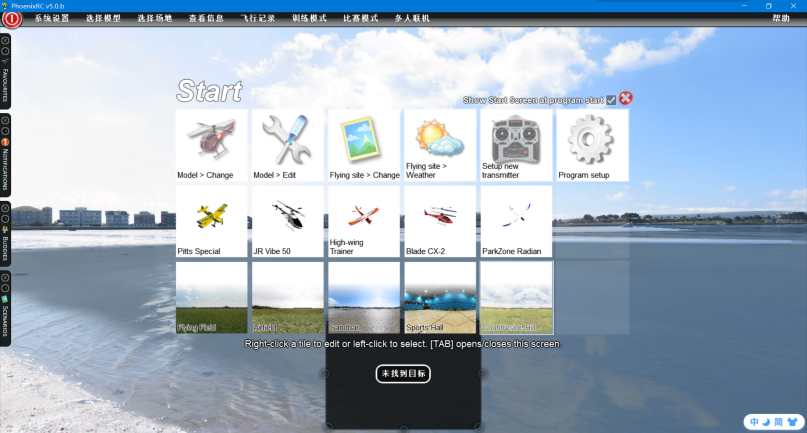 PhoenixRC v5.0.b
系统设置 选择模型 选择场地 查看信息 飞行记录 训练模式 比赛模式 多人联机 帮助
FAVOURITES
NOTIFICATIONS
BUDDIES
SCENARIOS
Start
Show Start Screen at program start
Model > Change
Model > Edit
Flying site > Change
Flying site >
Weather
Setup new
transmitter
Program setup
Pitts Special
JR Vibe 50
High-wing
Trainer
Blade CX-2
ParkZone Radian
Flying Field
Airfield
Sandbar
Sports Hall
Countryside Hill
Right-click a tile to edit or left-click to select. [TAB] opens/closes this screen.
未找到目标
中 简